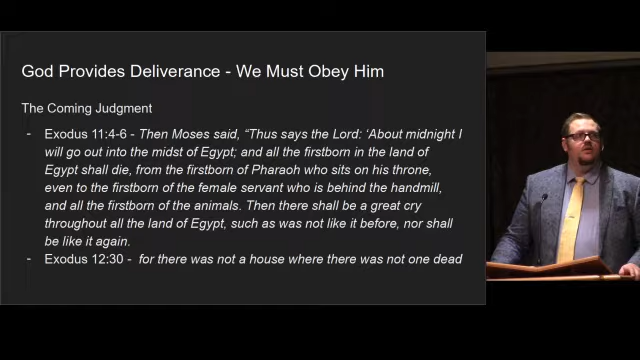 God Provides Deliverance - We Must Obey Him
The Coming Judgment
- Exodus 11:4-6 - Then Moses said, “Thus says the Lord: ‘About midnight I
will go out into the midst of Egypt; and all the firstborn in the land of
Egypt shall die, from the firstborn of Pharaoh who sits on his throne,
even to the firstborn of the female servant who is behind the handmill,
and all the firstborn of the animals. Then there shall be a great cry
throughout all the land of Egypt, such as was not like it before, nor shall
be like it again.
- Exodus 12:30 - for there was not a house where there was not one dead